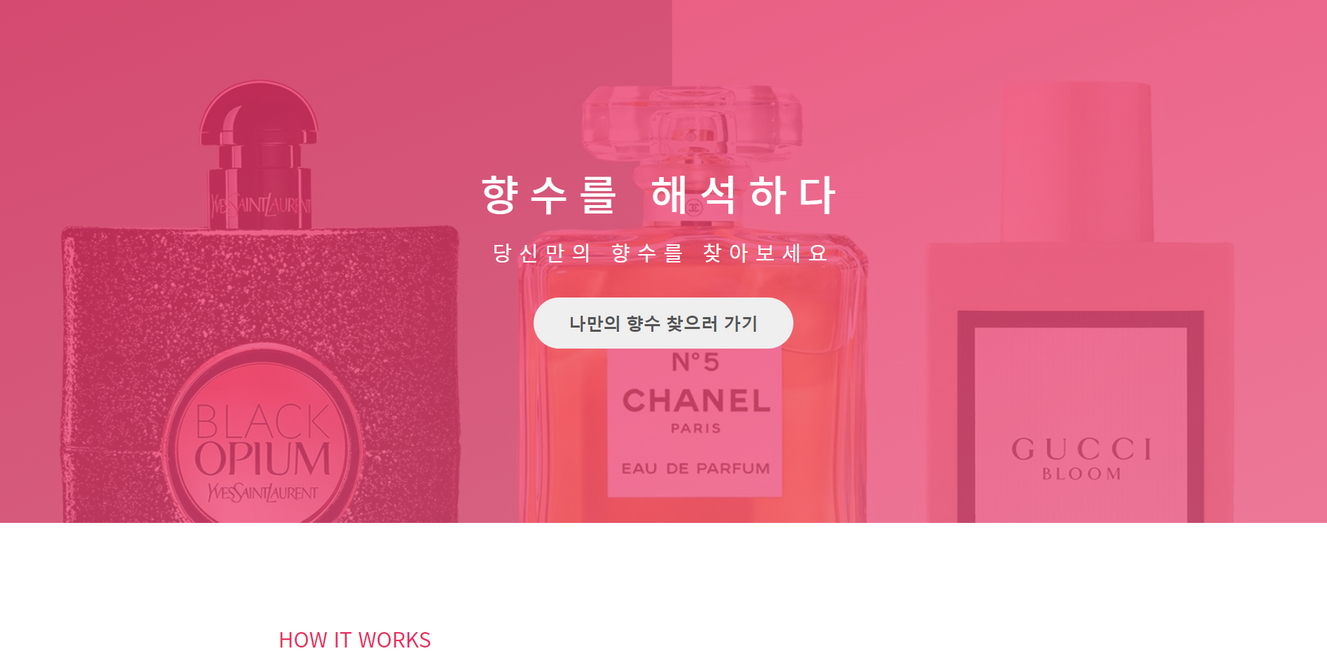 YVESSAINTLAURENT
향수를 해석하다
당신만의 향수를 찾아보세요
나만의 향수 찾으러 가기
BLACK
OPIUM
YVESSAINTLAURENT
N°5
CHANEL
PARIS
EAU DE PARFUM
GUCCI
BLOOM
HOW IT WORKS